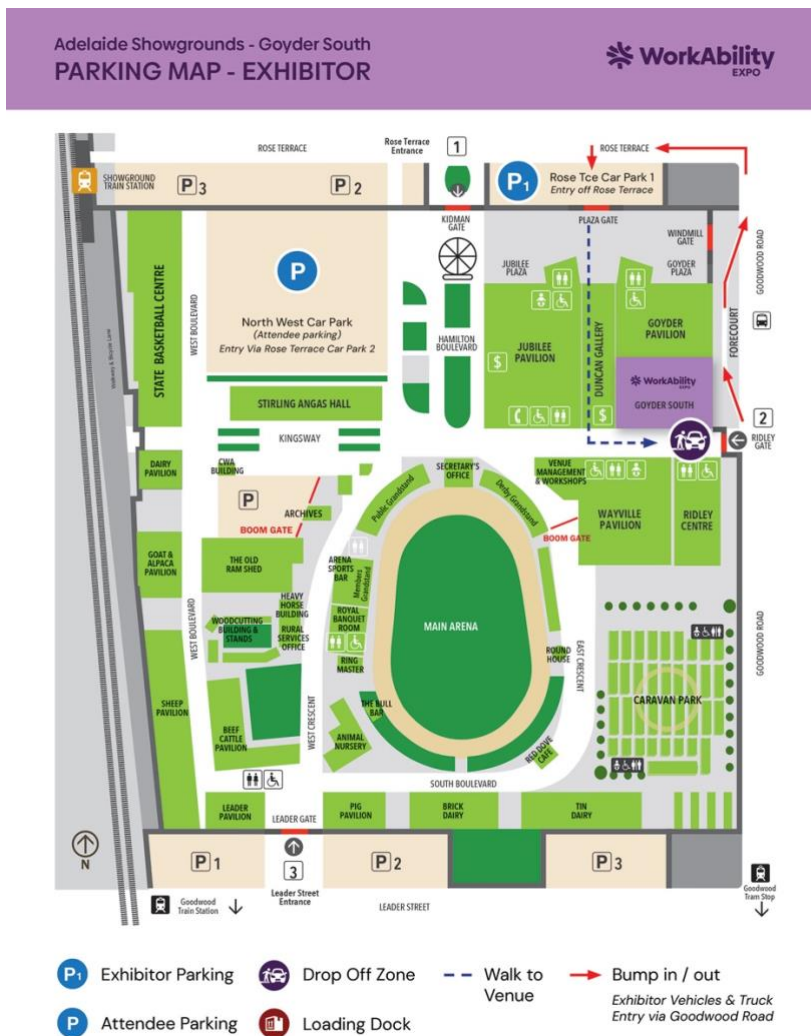 Adelaide Showgrounds - Goyder South
PARKING MAP - EXHIBITOR
WorkAbility
EXPO
ROSE TERRACE
Rose Terrace
Entrance
1
ROSE TERRACE
SHOWGROUND
TRAIN STATION
P3
P2
P1
Rose Tce Car Park 1
Entry off Rose Terrace
KIDMAN
GATE
PLAZA GATE
WINDMILL
GATE
GOODWOOD ROAD
STATE BASKETBALL CENTRE
WEST BOULEVARD
P
North West Car Park
(Attendee parking)
Entry Via Rose Terrace Car Park 2
JUBILEE
PLAZA
GOYDER
PLAZA
HAMILTON
BOULEVARD
JUBILEE
PAVILION
DUNCAN GALLERY
GOYDER
PAVILION
FORECOURT
$
WorkAbility
EXPO
GOYDER SOUTH
$
2
RIDLEY
GATE
Walkway & Bicycle Lane
STIRLING ANGAS HALL
KINGSWAY
DAIRY
PAVILION
CWA
BUILDING
P
ARCHIVES
BOOM GATE
Public Grandstand
SECRETARY'S
OFFICE
Derby Grandstand
VENUE
MANAGEMENT
& WORKSHOPS
WAYVILLE
PAVILION
RIDLEY
CENTRE
BOOM GATE
GOAT &
ALPACA
PAVILION
THE OLD
RAM SHED
ARENA
SPORTS
BAR
Members
Grandstand
HEAVY
HORSE
BUILDING
WOODCUTTING
BUILDING &
STANDS
RURAL
SERVICES
OFFICE
ROYAL
BANQUET
ROOM
RING
MASTER
MAIN ARENA
ROUND
HOUSE
EAST CRESCENT
GOODWOOD ROAD
WEST BOULEVARD
SHEEP
PAVILION
BEEF
CATTLE
PAVILION
WEST CRESCENT
THE BULL
BAR
ANIMAL
NURSERY
RED DOVE
CAFE
CARAVAN PARK
SOUTH BOULEVARD
LEADER
PAVILION
LEADER GATE
PIG
PAVILION
BRICK
DAIRY
TIN
DAIRY
N
P1
3
Leader Street
Entrance
P2
P3
Goodwood
Train Station
LEADER STREET
Goodwood
Tram Stop
P1 Exhibitor Parking
Drop Off Zone
Walk to
Venue
Bump in / out
Exhibitor Vehicles & Truck
Entry via Goodwood Road
P Attendee Parking
Loading Dock